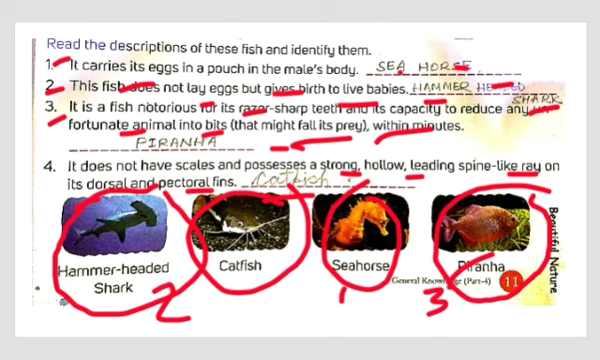 Read the descriptions of these fish and identify them.
1. It carries its eggs in a pouch in the male's body. SEA HORSE
2. This fish does not lay eggs but gives birth to live babies. HAMMER HEADED
SHARK
3. It is a fish notorious for its razor-sharp teeth and its capacity to reduce any
fortunate animal into bits (that might fall its prey), within minutes.
PIRANHA
4. It does not have scales and possesses a strong, hollow, leading spine-like ray on
its dorsal and pectoral fins. Catfish
Hammer-headed
Shark
Catfish
Seahorse
Piranha
Beautiful Nature
General Knowledge (Part-4) 11
2
1
3